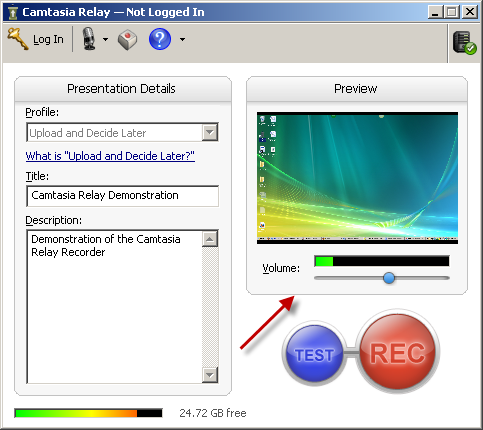 Camtasia Relay — Not Logged In
Log In
Presentation Details
Profile:
Upload and Decide Later
What is "Upload and Decide Later?"
Title:
Camtasia Relay Demonstration
Description:
Demonstration of the Camtasia
Relay Recorder
24.72 GB free
Preview
Volume:
TEST
REC